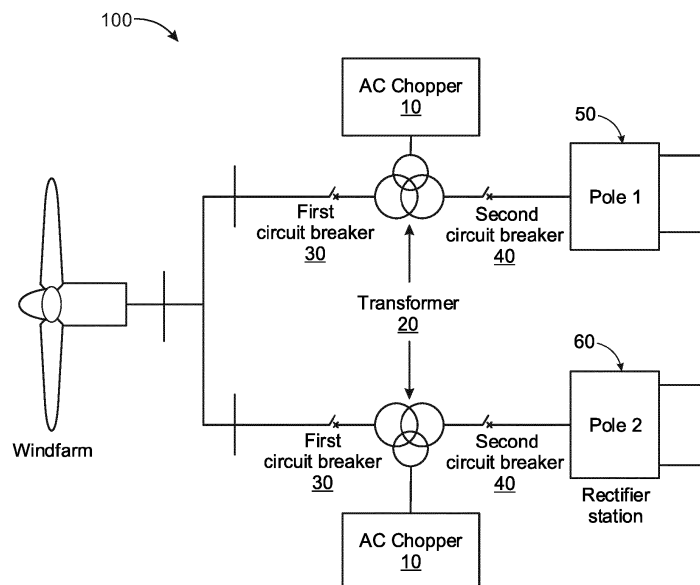 100
AC Chopper
10
50
Pole 1
First
circuit breaker
30
Second
circuit breaker
40
Transformer
20
60
Pole 2
Windfarm
First
circuit breaker
30
Second
circuit breaker
40
Rectifier
station
AC Chopper
10